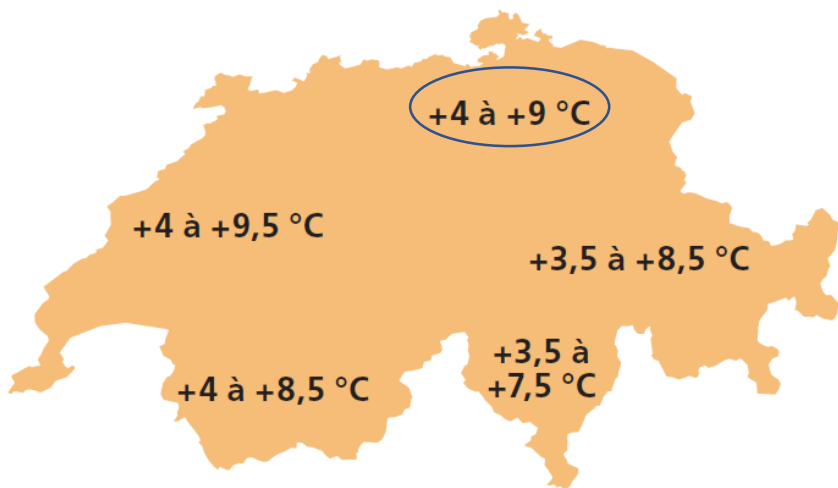 +4 à +9 °C
+4 à +9,5 °C
+3,5 à +8,5 °C
+3,5 à
+7,5 °C
+4 à +8,5 °C